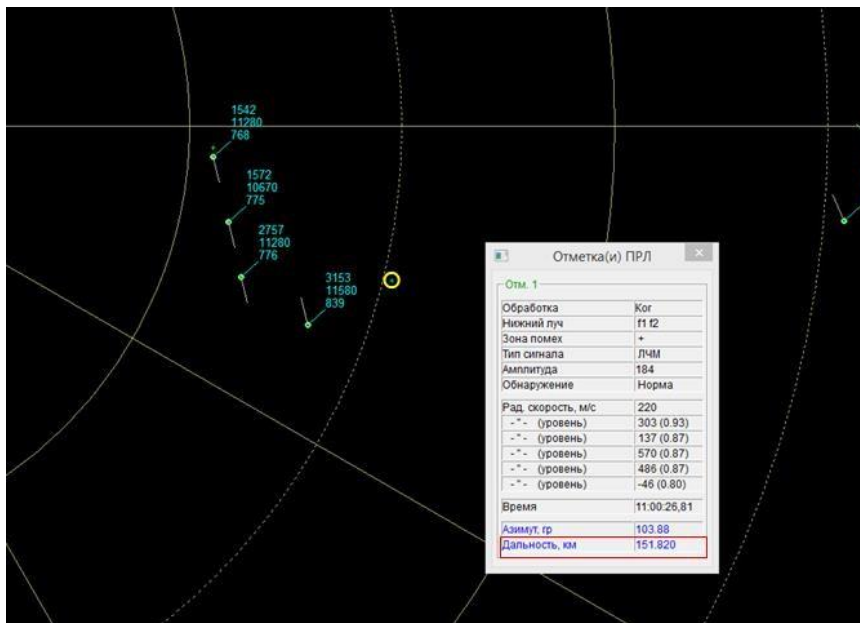 1542
11280
768
1572
10670
775
2757
11280
776
3153
11580
839
Отметка(и) ПРЛ
Отм. 1
Обработка Ког
Нижний луч f1 f2
Зона помех +
Тип сигнала ЛЧМ
Амплитуда 184
Обнаружение Норма
Рад. скорость, м/с 220
- " - (уровень) 303 (0.93)
- " - (уровень) 137 (0.87)
- " - (уровень) 570 (0.87)
- " - (уровень) 486 (0.87)
- " - (уровень) -46 (0.80)
Время 11:00:26,81
Азимут, гр 103.88
Дальность, км 151.820